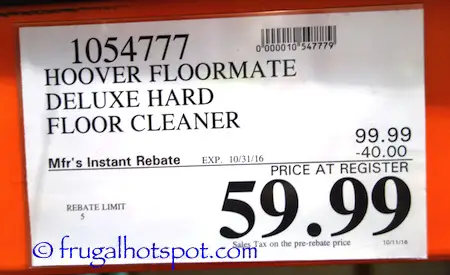 1054777
0000010 547779
HOOVER FLOORMATE
DELUXE HARD
FLOOR CLEANER
99.99
Mfr's Instant Rebate EXP. 10/31/16 -40.00
PRICE AT REGISTER
REBATE LIMIT
5
59.99
Sales Tax on the pre-rebate price 10/11/16
© frugalhotspot.com